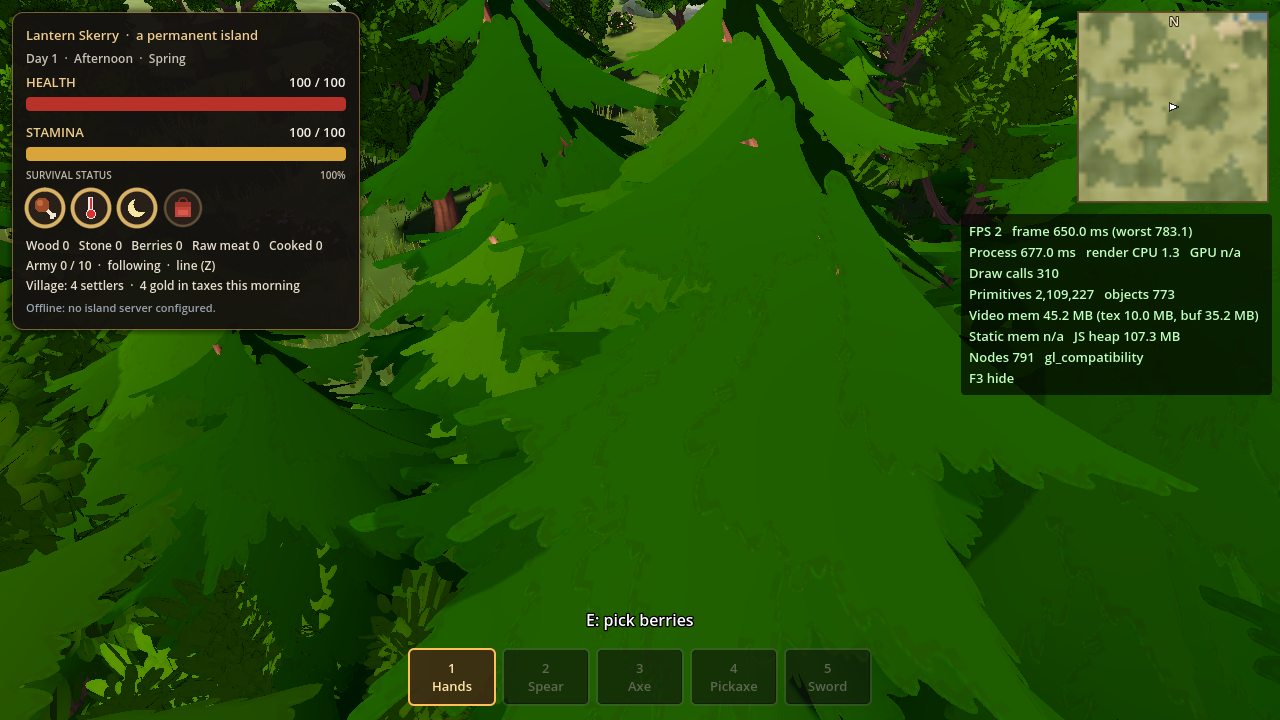 Lantern Skerry · a permanent island
Day 1 · Afternoon · Spring
HEALTH 100 / 100
STAMINA 100 / 100
SURVIVAL STATUS 100%
Wood 0 Stone 0 Berries 0 Raw meat 0 Cooked 0
Army 0 / 10 · following · line (Z)
Village: 4 settlers · 4 gold in taxes this morning
Offline: no island server configured.
N
FPS 2 frame 650.0 ms (worst 783.1)
Process 677.0 ms render CPU 1.3 GPU n/a
Draw calls 310
Primitives 2,109,227 objects 773
Video mem 45.2 MB (tex 10.0 MB, buf 35.2 MB)
Static mem n/a JS heap 107.3 MB
Nodes 791 gl_compatibility
F3 hide
E: pick berries
1 2 3 4 5
Hands Spear Axe Pickaxe Sword